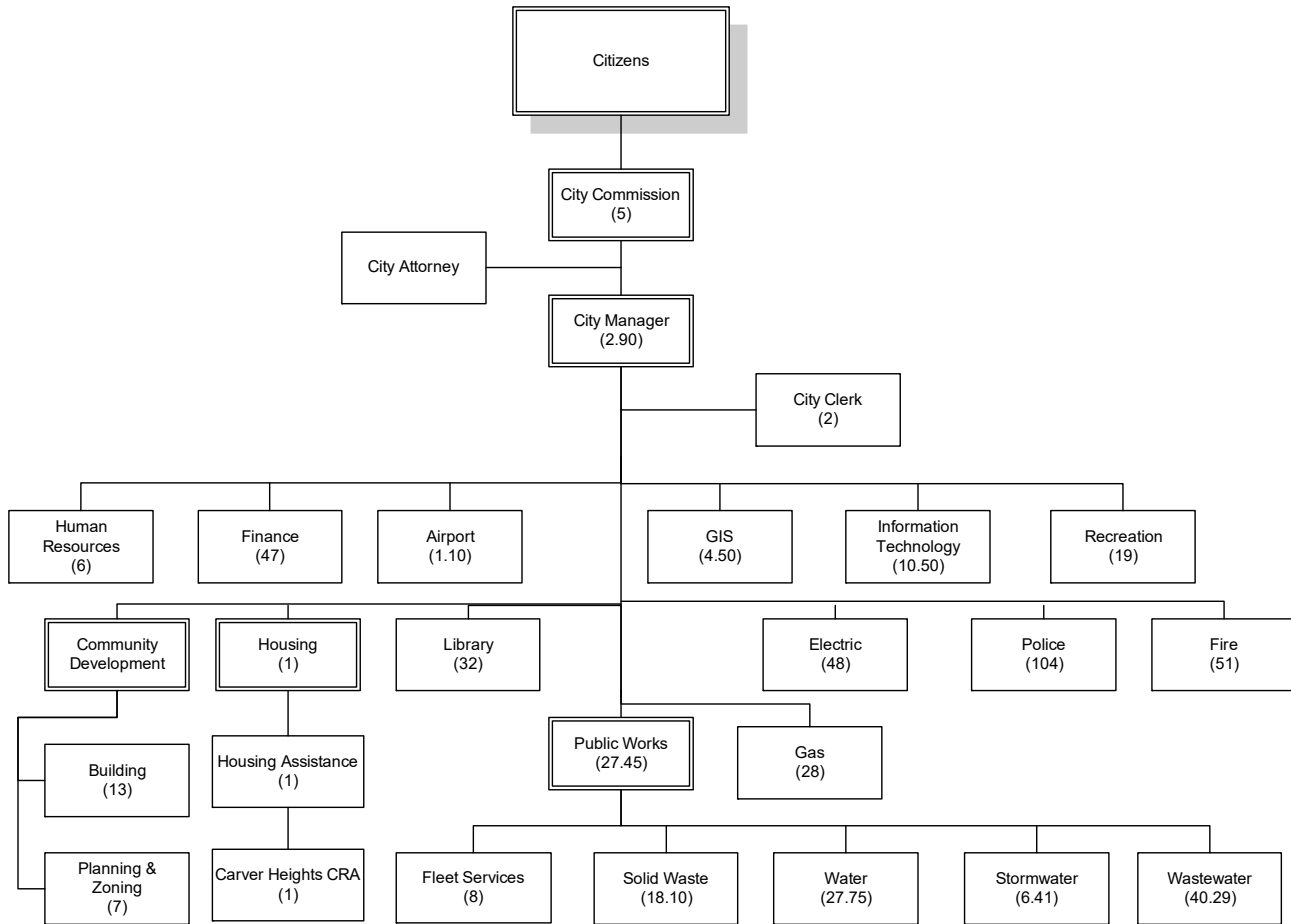 Citizens
City Commission
(5)
City Attorney
City Manager
(2.90)
City Clerk
(2)
Human
Resources
(6)
Finance
(47)
Airport
(1.10)
GIS
(4.50)
Information
Technology
(10.50)
Recreation
(19)
Community
Development
Housing
(1)
Library
(32)
Electric
(48)
Police
(104)
Fire
(51)
Building
(13)
Housing Assistance
(1)
Public Works
(27.45)
Gas
(28)
Planning &
Zoning
(7)
Carver Heights CRA
(1)
Fleet Services
(8)
Solid Waste
(18.10)
Water
(27.75)
Stormwater
(6.41)
Wastewater
(40.29)